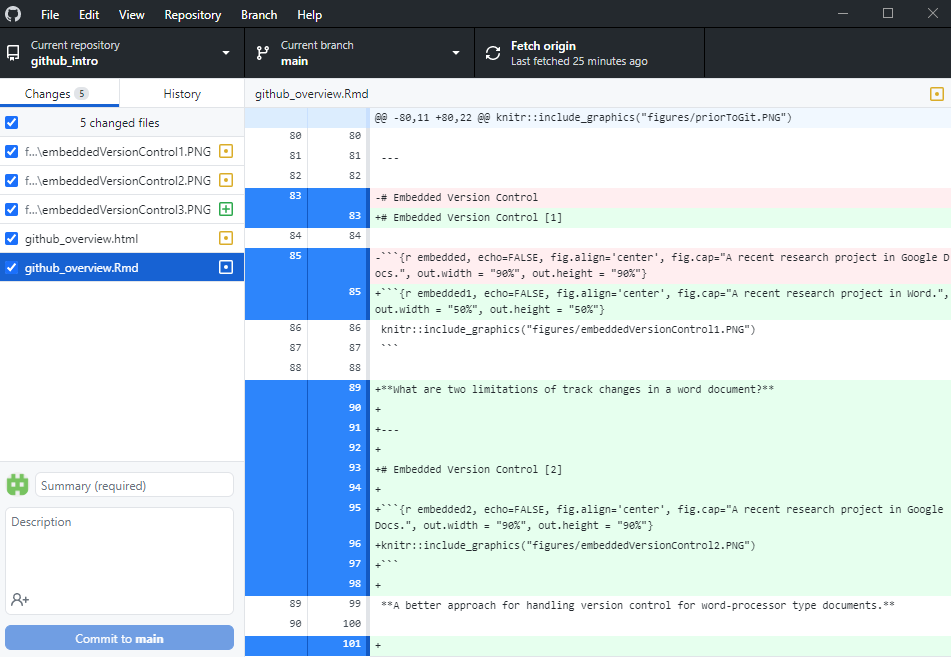 File Edit View Repository Branch Help
Current repository
github_intro
Current branch
main
Fetch origin
Last fetched 25 minutes ago
Changes 5
History
5 changed files
f...\embeddedVersionControl1.PNG
f...\embeddedVersionControl2.PNG
f...\embeddedVersionControl3.PNG
github_overview.html
github_overview.Rmd
Summary (required)
Description
Commit to main
github_overview.Rmd
@@ -80,11 +80,22 @@ knitr::include_graphics("figures/priorToGit.PNG")
80 80
81 81 ---
82 82
83 -# Embedded Version Control
83 +# Embedded Version Control [1]
84 84
85 -```{r embedded, echo=FALSE, fig.align='center', fig.cap="A recent research project in Google D
ocs.", out.width = "90%", out.height = "90%"}
85 +```{r embedded1, echo=FALSE, fig.align='center', fig.cap="A recent research project in Word.",
out.width = "50%", out.height = "50%"}
86 86 knitr::include_graphics("figures/embeddedVersionControl1.PNG")
87 87 ```
88 88
89 +**What are two limitations of track changes in a word document?**
90 +
91 +---
92 +
93 +# Embedded Version Control [2]
94 +
95 +```{r embedded2, echo=FALSE, fig.align='center', fig.cap="A recent research project in Google
Docs.", out.width = "90%", out.height = "90%"}
96 +knitr::include_graphics("figures/embeddedVersionControl2.PNG")
97 +```
98 +
89 99 **A better approach for handling version control for word-processor type documents.**
90 100
101 +